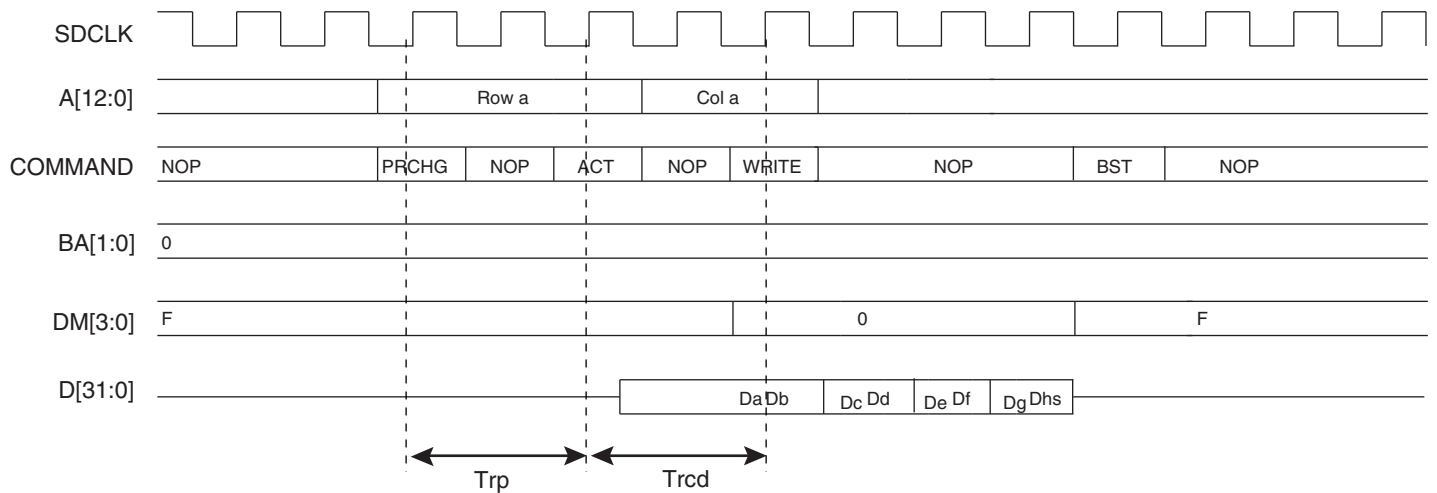 SDCLK
A[12:0] Row a Col a
COMMAND NOP PRCHG NOP ACT NOP WRITE NOP BST NOP
BA[1:0] 0
DM[3:0] F 0 F
D[31:0] Da Db Dc Dd De Df Dg Dhs
Trp Trcd